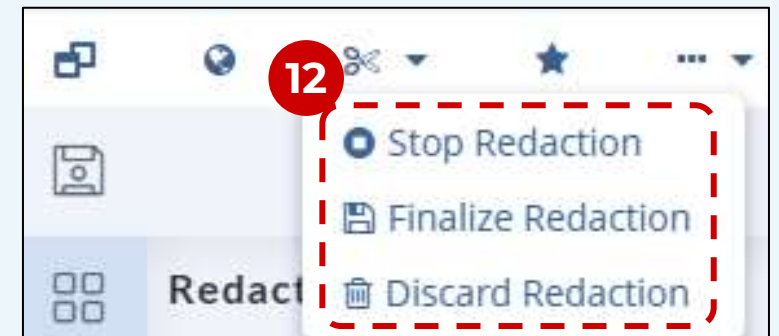 12
Stop Redaction
Finalize Redaction
Redact
Discard Redaction